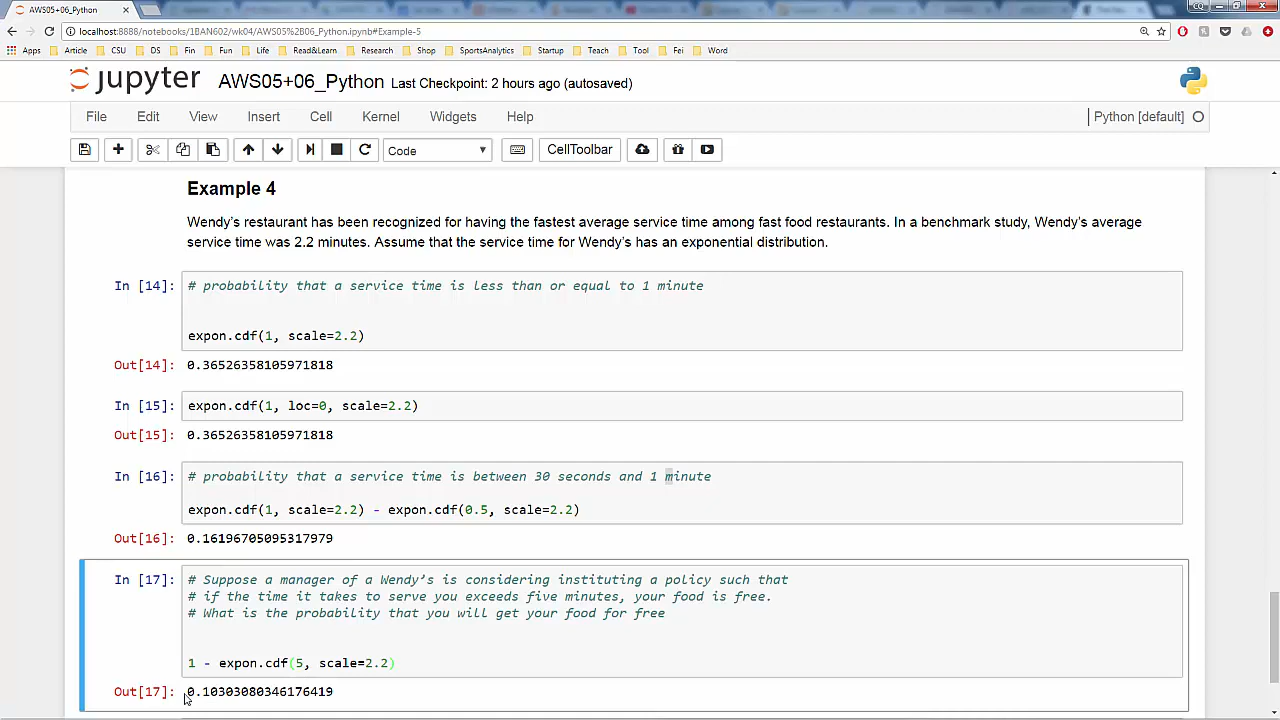 AWS05+06_Python
localhost:8888/notebooks/1BAN602/wk04/AWS05%2B06_Python.ipynb#Example-5
Apps Article CSU DS Fin Fun Life Read&Learn Research Shop SportsAnalytics Startup Teach Tool Fei Word
jupyter AWS05+06_Python Last Checkpoint: 2 hours ago (autosaved)
File Edit View Insert Cell Kernel Widgets Help Python [default]
Code CellToolbar
Example 4
Wendy's restaurant has been recognized for having the fastest average service time among fast food restaurants. In a benchmark study, Wendy's average
service time was 2.2 minutes. Assume that the service time for Wendy's has an exponential distribution.
In [14]: # probability that a service time is less than or equal to 1 minute
expon.cdf(1, scale=2.2)
Out[14]: 0.36526358105971818
In [15]: expon.cdf(1, loc=0, scale=2.2)
Out[15]: 0.36526358105971818
In [16]: # probability that a service time is between 30 seconds and 1 minute
expon.cdf(1, scale=2.2) - expon.cdf(0.5, scale=2.2)
Out[16]: 0.16196705095317979
In [17]: # Suppose a manager of a Wendy's is considering instituting a policy such that
# if the time it takes to serve you exceeds five minutes, your food is free.
# What is the probability that you will get your food for free
1 - expon.cdf(5, scale=2.2)
Out[17]: 0.10303080346176419